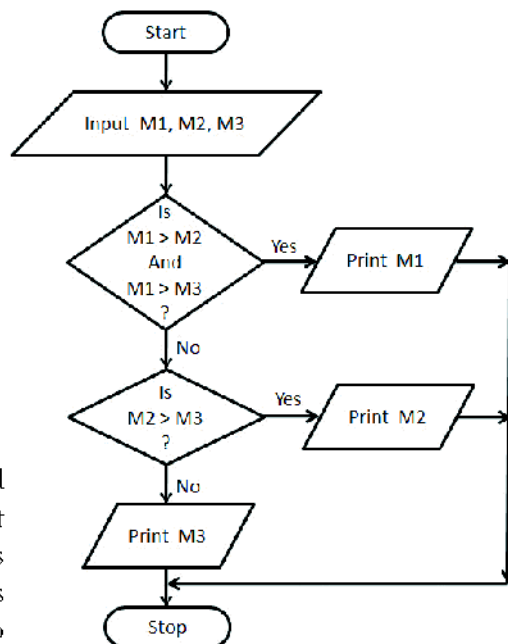 Start
Input M1, M2, M3
Is
M1 > M2
And
M1 > M3
?
Yes
Print M1
No
Is
M2 > M3
?
Yes
Print M2
No
Print M3
Stop